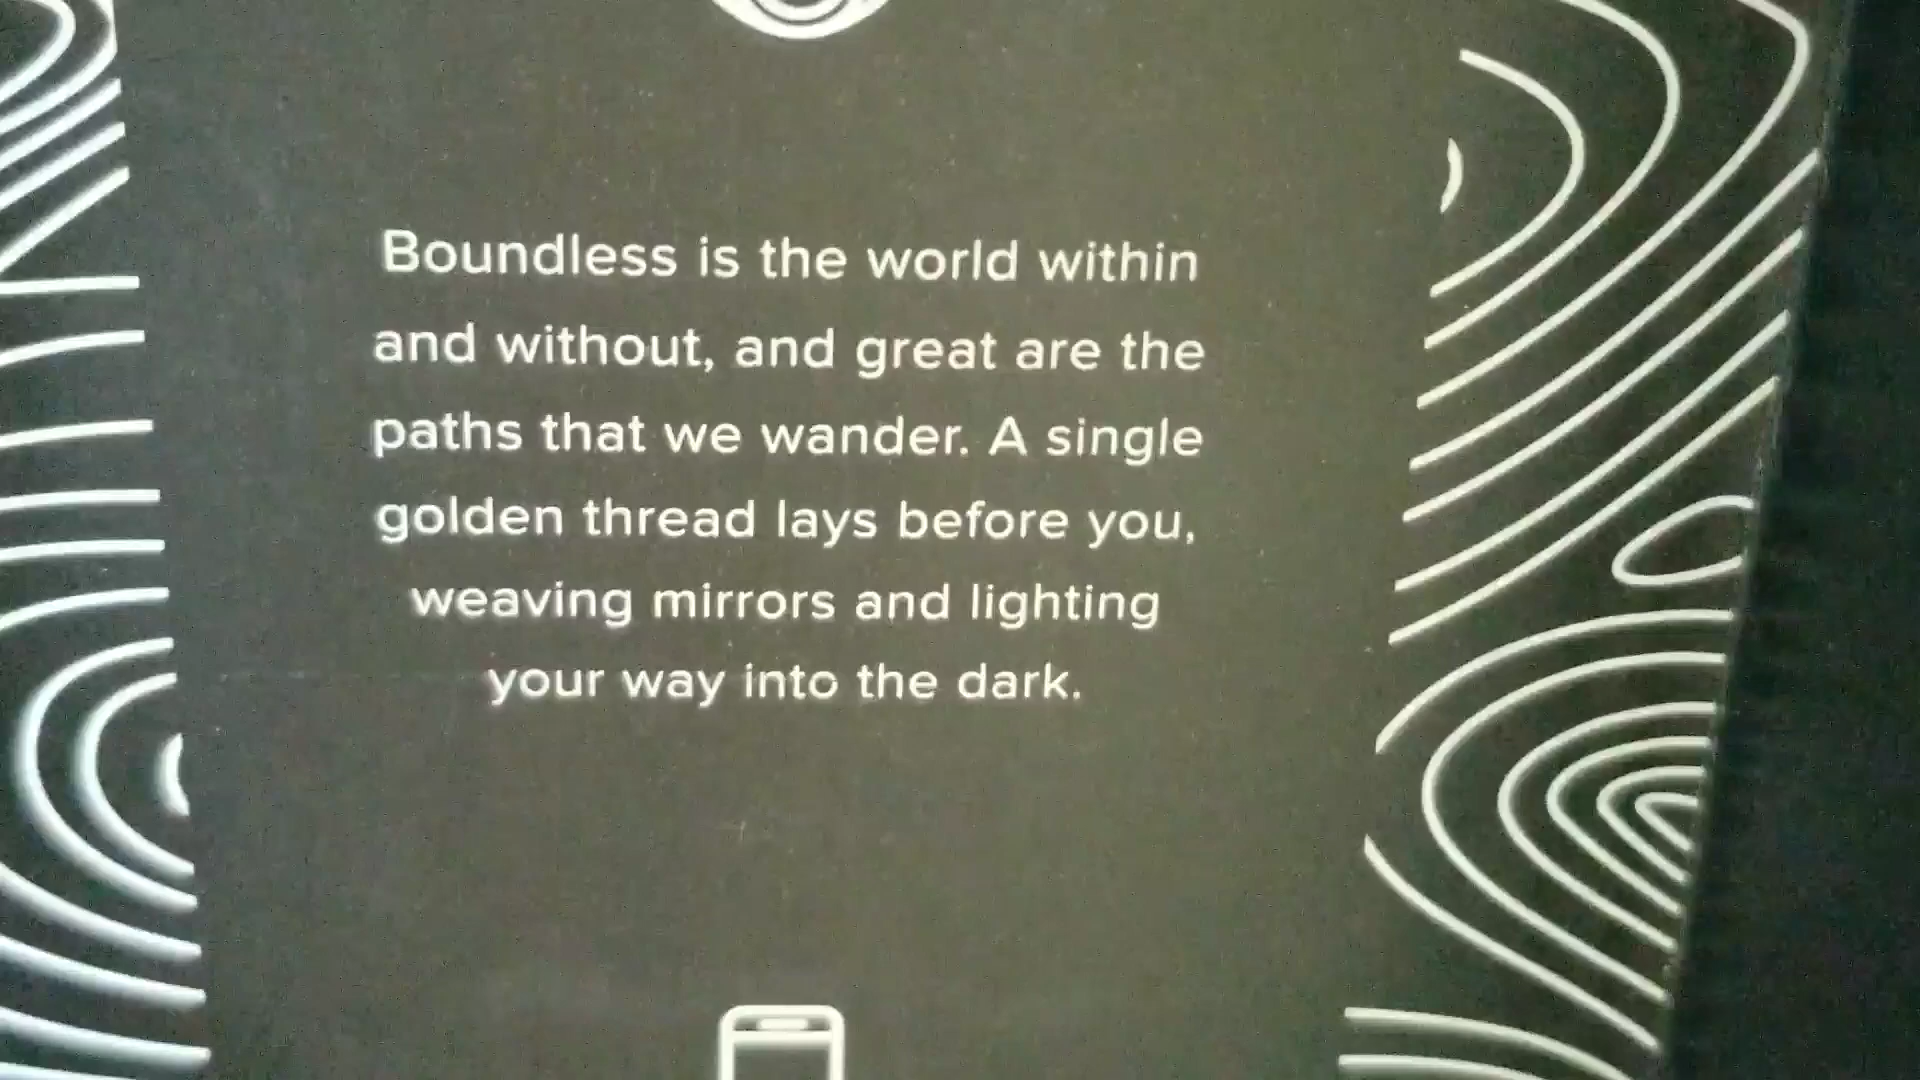 Boundless is the world within
and without, and great are the
paths that we wander. A single
golden thread lays before you,
weaving mirrors and lighting
your way into the dark.